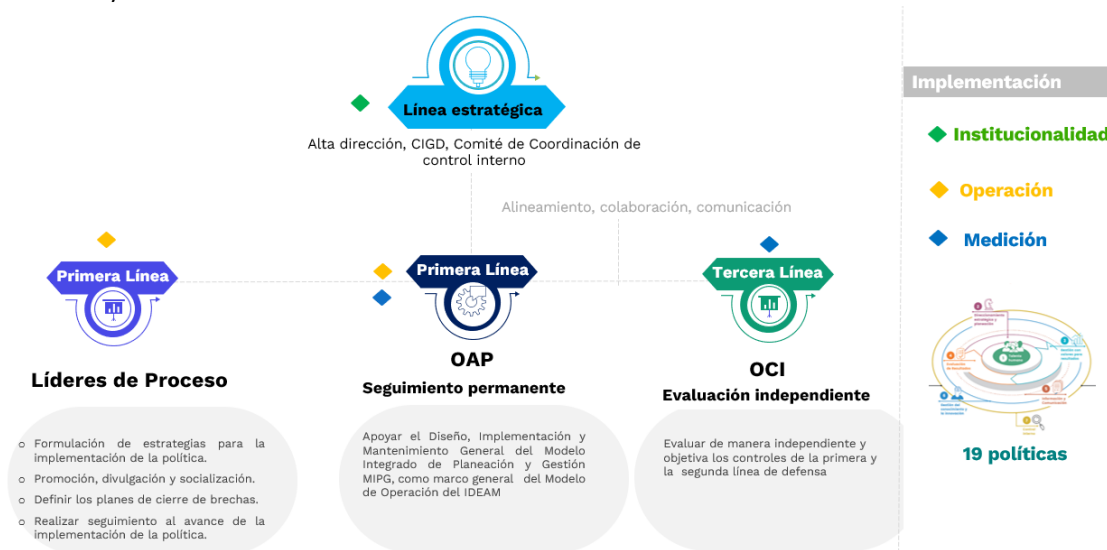 Línea estratégica
Alta dirección, CIGD, Comité de Coordinación de
control interno
Alineamiento, colaboración, comunicación
Primera Línea
Líderes de Proceso
o Formulación de estrategias para la
implementación de la política.
o Promoción, divulgación y socialización.
o Definir los planes de cierre de brechas.
o Realizar seguimiento al avance de la
implementación de la política.
Primera Línea
OAP
Seguimiento permanente
Apoyar el Diseño, Implementación y
Mantenimiento General del Modelo
Integrado de Planeación y Gestión
MIPG, como marco general del Modelo
de Operación del IDEAM
Tercera Línea
OCI
Evaluación independiente
Evaluar de manera independiente y
objetiva los controles de la primera y
la segunda línea de defensa
Implementación
Institucionalidad
Operación
Medición
19 políticas